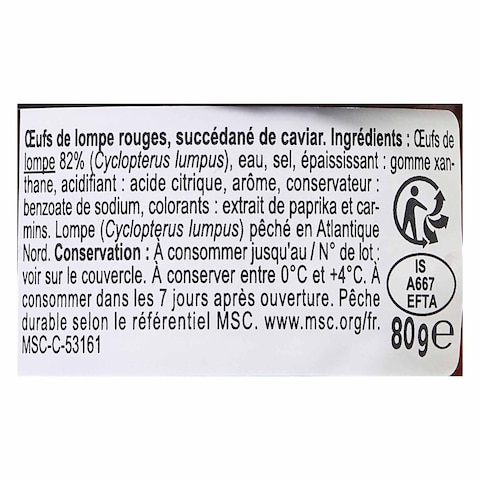 Œufs de lompe rouges, succédané de caviar. Ingrédients : Œufs de
lompe 82% (Cyclopterus lumpus), eau, sel, épaississant : gomme xan-
thane, acidifiant : acide citrique, arôme, conservateur :
benzoate de sodium, colorants : extrait de paprika et car-
mins. Lompe (Cyclopterus lumpus) pêché en Atlantique
Nord. Conservation : À consommer jusqu'au / N° de lot :
voir sur le couvercle. À conserver entre 0°C et +4°C. À
consommer dans les 7 jours après ouverture. Pêche
durable selon le référentiel MSC. www.msc.org/fr.
MSC-C-53161
IS
A667
EFTA
80g℮